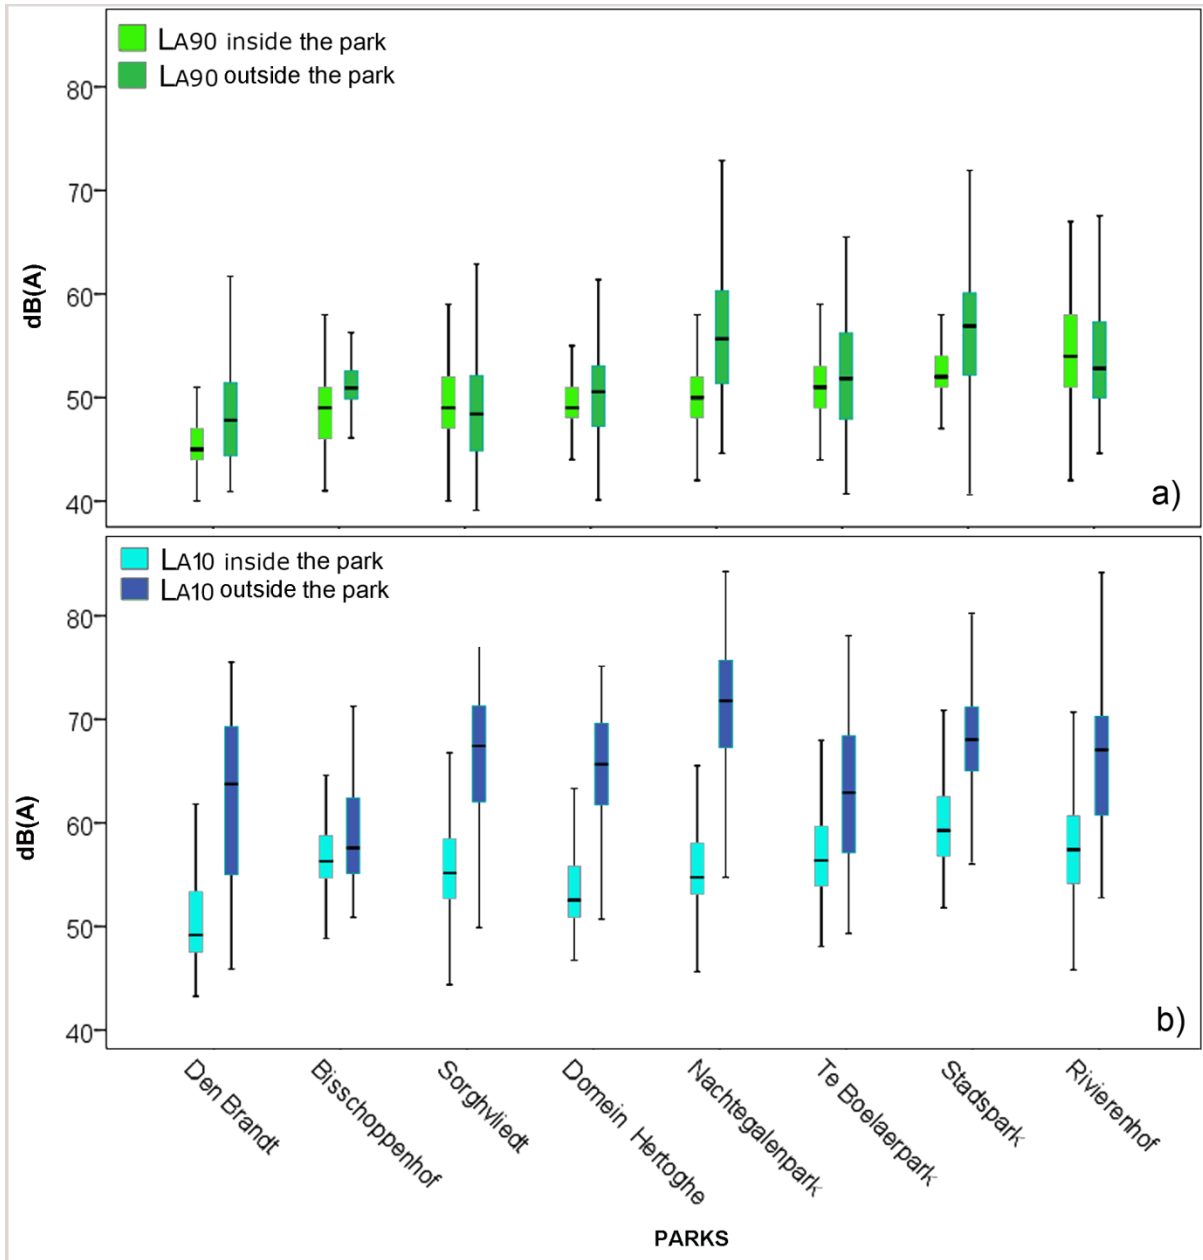 LA90 inside the park
LA90 outside the park
80
70
60
50
40
dB(A)
a)
LA10 inside the park
LA10 outside the park
80
70
60
50
40
dB(A)
b)
Den Brandt
Bisschoppenhof
Sorghvliedt
Domein Hertoghe
Nachtegalenpark
Te Boelaerpark
Stadspark
Rivierenhof
PARKS